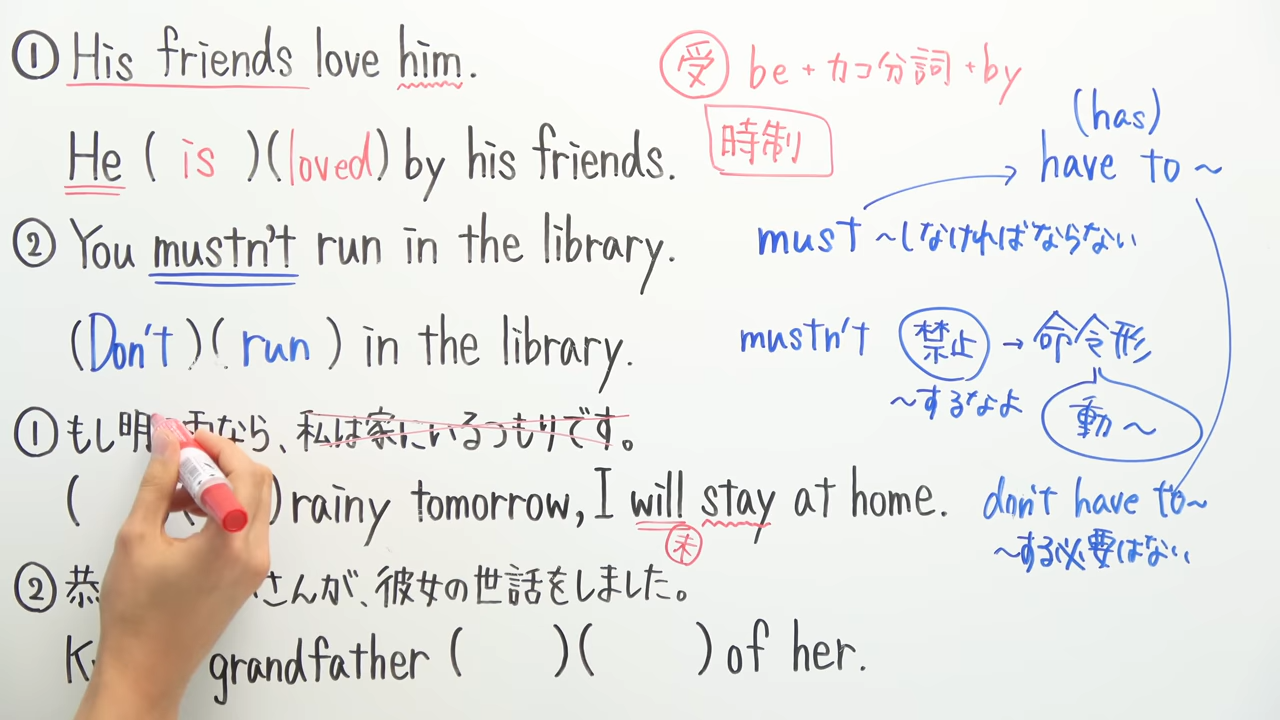 ① His friends love him.
He ( is )(loved) by his friends.
② You mustn't run in the library.
(Don't)( run ) in the library.
①もし明 雨なら、私は家にいるつもりです。
( )rainy tomorrow, I will stay at home.
未
② 恭 さんが、彼女の世話をしました。
grandfather ( )( ) of her.
受 be + カコ分詞 + by
時制
(has)
have to ~
must ~しなければならない
mustn't 禁止 → 命令形
~するなよ
動~
don't have to~
~する必要はない